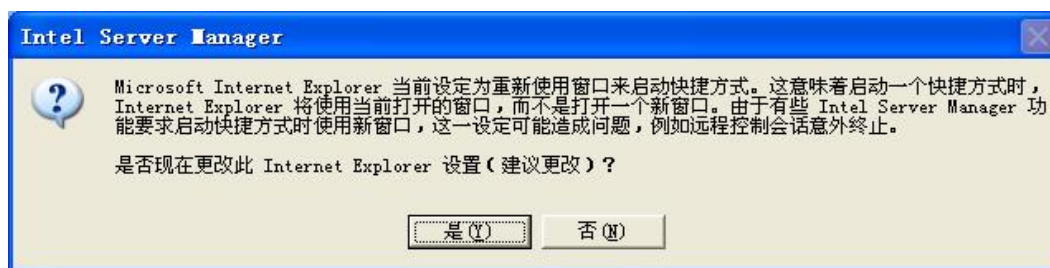 Intel Server Manager
Microsoft Internet Explorer 当前设定为重新使用窗口来启动快捷方式。这意味着启动一个快捷方式时，
Internet Explorer 将使用当前打开的窗口，而不是打开一个新窗口。由于有些 Intel Server Manager 功
能要求启动快捷方式时使用新窗口，这一设定可能造成问题，例如远程控制会话意外终止。
是否现在更改此 Internet Explorer 设置(建议更改)？
是(Y)
否(N)